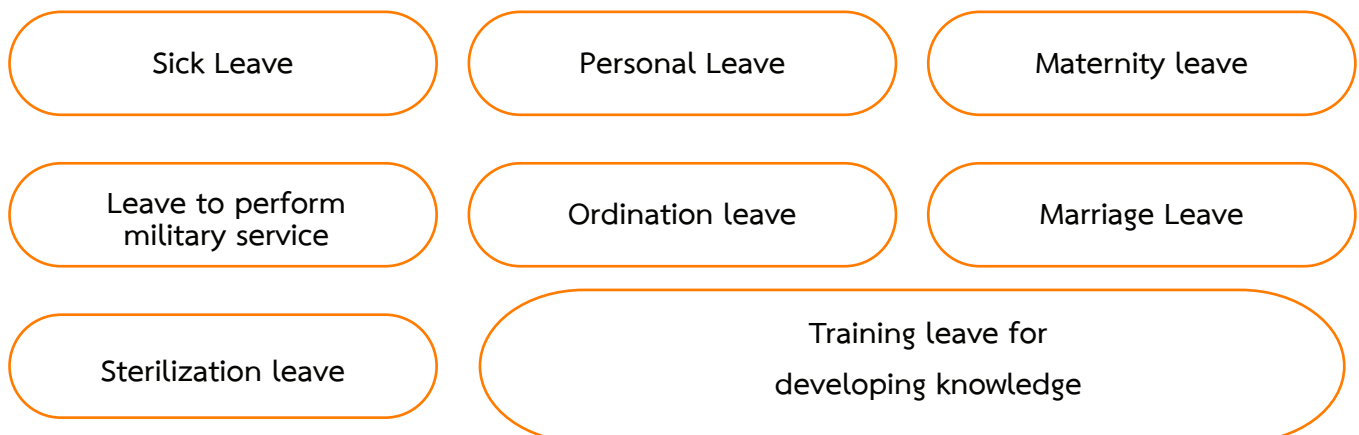 Sick Leave
Personal Leave
Maternity leave
Leave to perform
military service
Ordination leave
Marriage Leave
Sterilization leave
Training leave for
developing knowledge